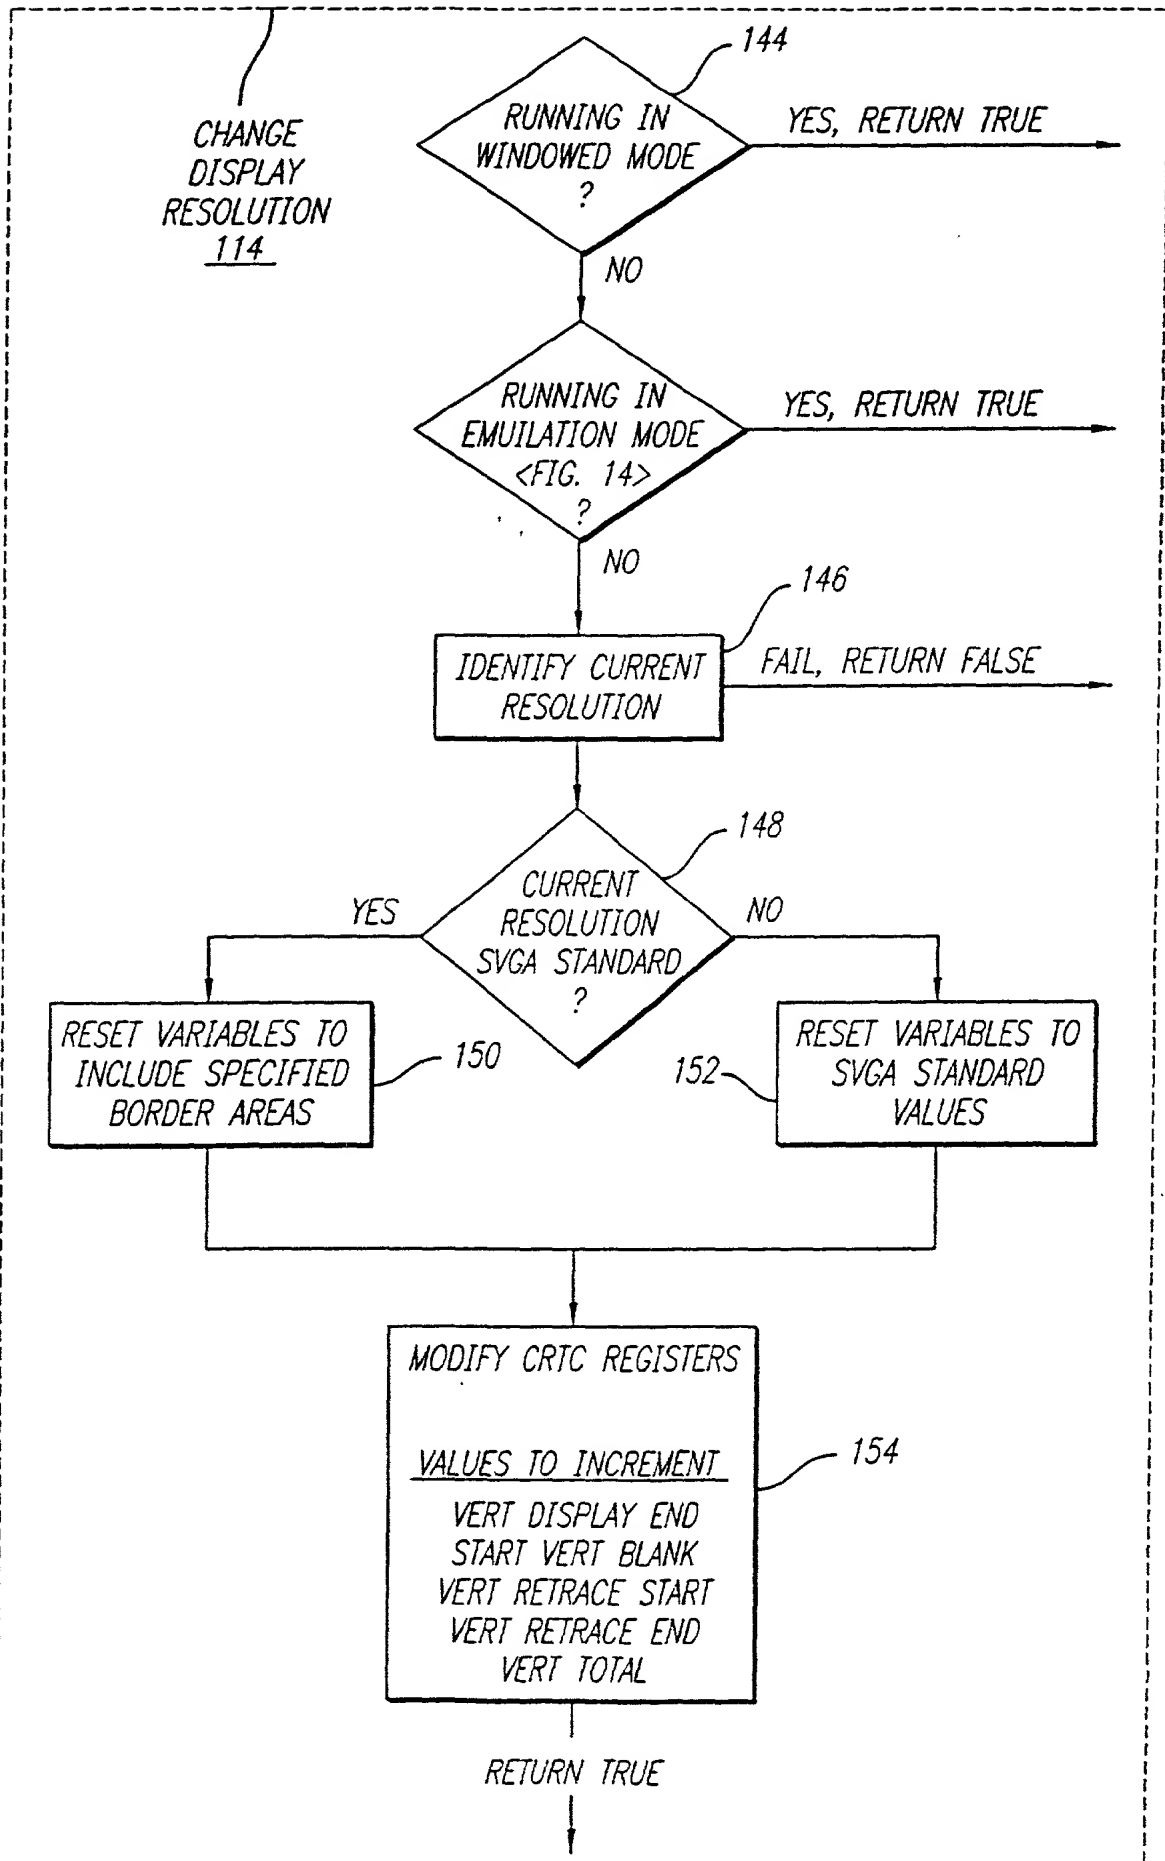 144
CHANGE
DISPLAY
RESOLUTION
114
RUNNING IN
WINDOWED MODE
?
YES, RETURN TRUE
NO
RUNNING IN
EMUILATION MODE
<FIG. 14>
?
YES, RETURN TRUE
NO
146
IDENTIFY CURRENT
RESOLUTION
FAIL, RETURN FALSE
148
CURRENT
RESOLUTION
SVGA STANDARD
?
YES
NO
RESET VARIABLES TO
INCLUDE SPECIFIED
BORDER AREAS
150
152
RESET VARIABLES TO
SVGA STANDARD
VALUES
MODIFY CRTC REGISTERS
VALUES TO INCREMENT
VERT DISPLAY END
START VERT BLANK
VERT RETRACE START
VERT RETRACE END
VERT TOTAL
154
RETURN TRUE